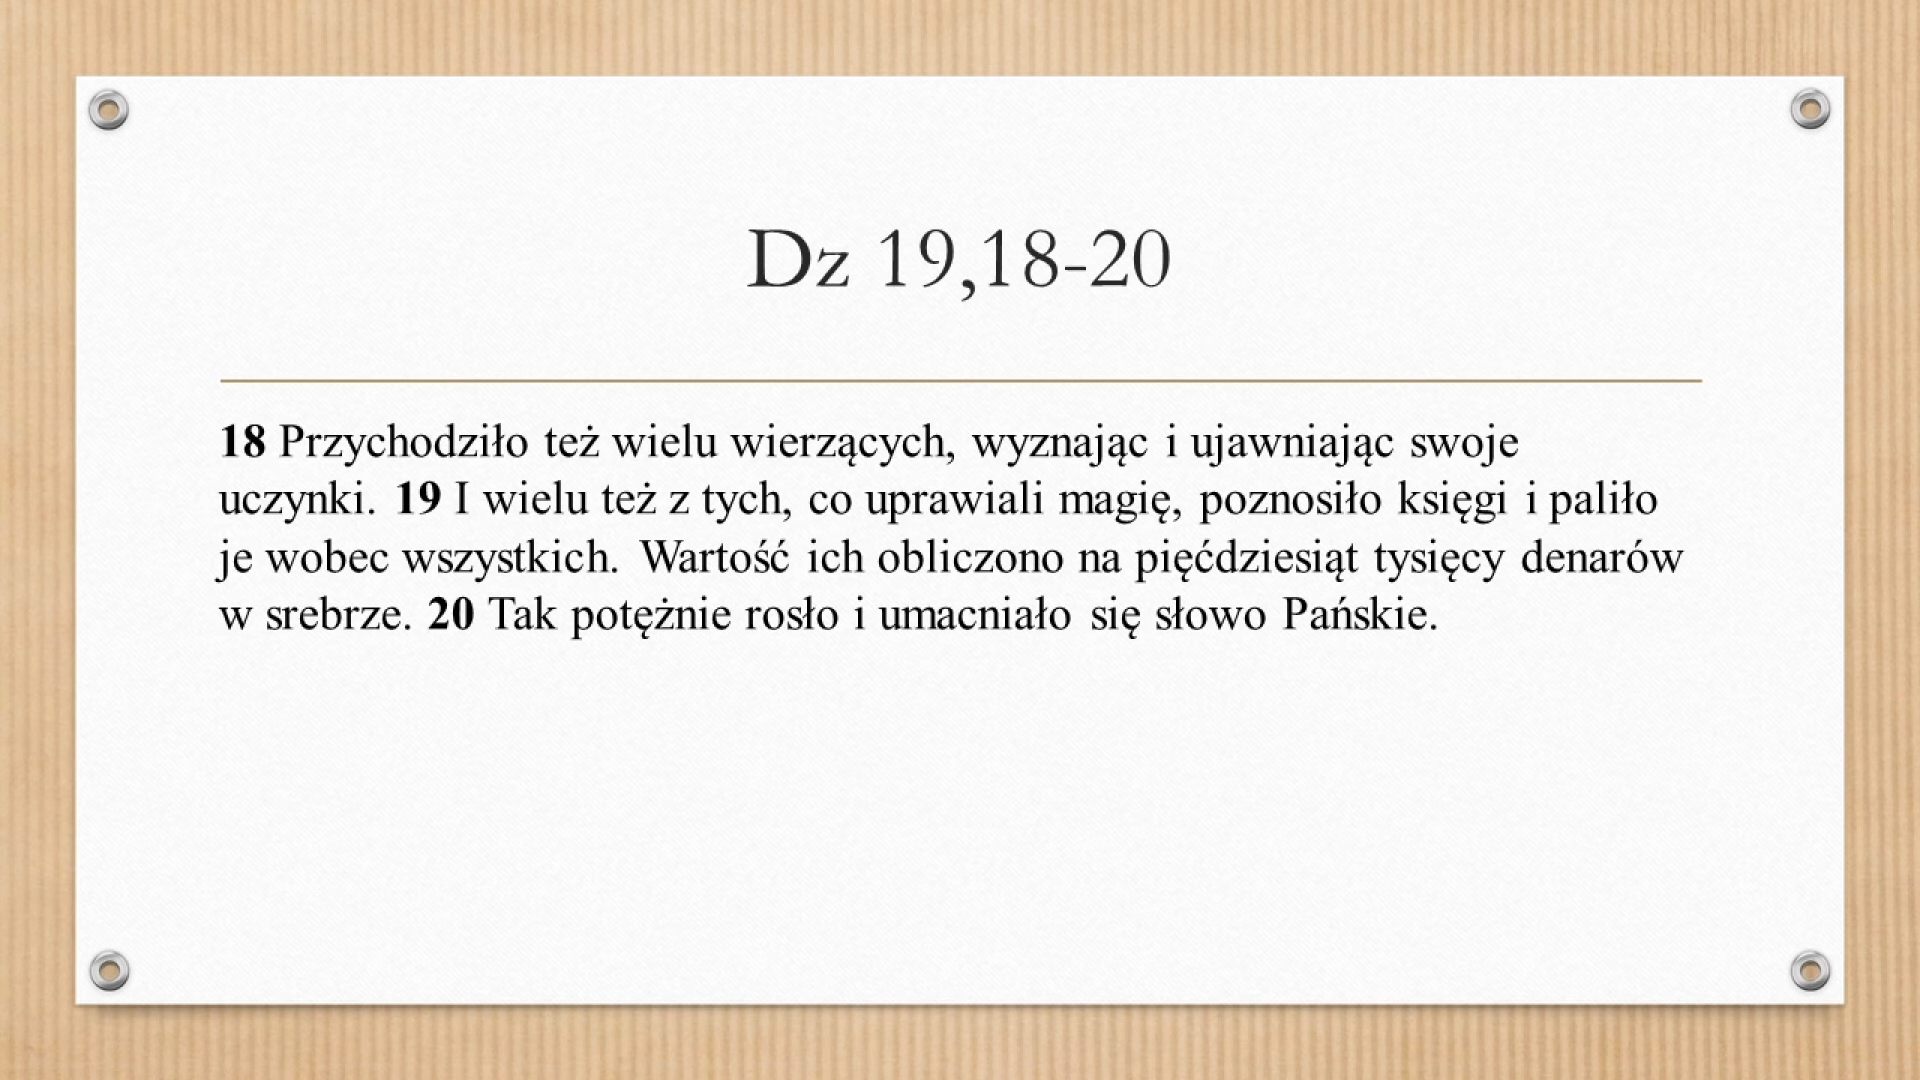 Dz 19,18-20
18 Przychodziło też wielu wierzących, wyznając i ujawniając swoje
uczynki. 19 I wielu też z tych, co uprawiali magię, poznosiło księgi i paliło
je wobec wszystkich. Wartość ich obliczono na pięćdziesiąt tysięcy denarów
w srebrze. 20 Tak potężnie rosło i umacniało się słowo Pańskie.